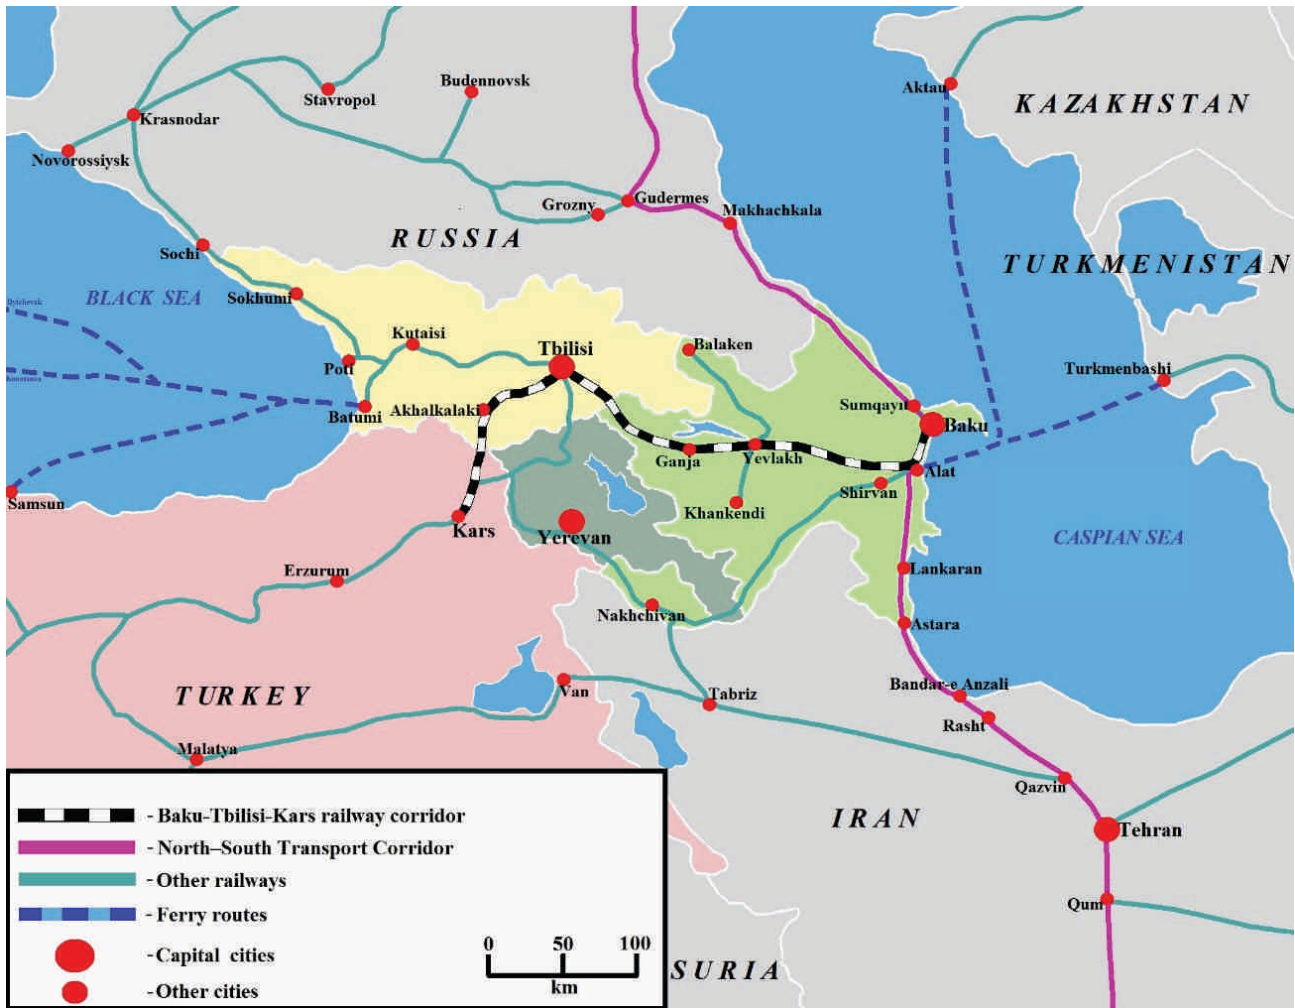 Aktau
KAZAKHSTAN
Budennovsk
Stavropol
Krasnodar
Novorossiysk
Grozny
Gudermes
Makhachkala
RUSSIA
Sochi
TURKMENISTAN
BLACK SEA
Sokhumi
Kutaisi
Tbilisi
Balaken
Poti
Turkmenbashi
Batumi
Akhalkalaki
Sumqayıt
Baku
Ganja
Yevlakh
Alat
Shirvan
Samsun
Khankendi
Kars
Yerevan
CASPIAN SEA
Erzurum
Lankaran
Nakhchivan
Astara
TURKEY
Van
Tabriz
Bandar-e Anzali
Rasht
Malatya
Qazvin
IRAN
Tehran
Qum
SURIA
- Baku-Tbilisi-Kars railway corridor
- North–South Transport Corridor
- Other railways
- Ferry routes
- Capital cities
- Other cities
0 50 100
km